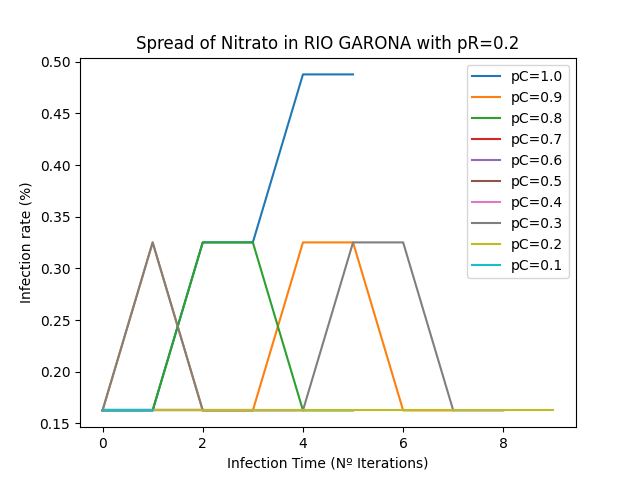 Spread of Nitrato in RIO GARONA with pR=0.2
Infection rate (%)
0.50
0.45
0.40
0.35
0.30
0.25
0.20
0.15
pC=1.0
pC=0.9
pC=0.8
pC=0.7
pC=0.6
pC=0.5
pC=0.4
pC=0.3
pC=0.2
pC=0.1
0 2 4 6 8
Infection Time (Nº Iterations)